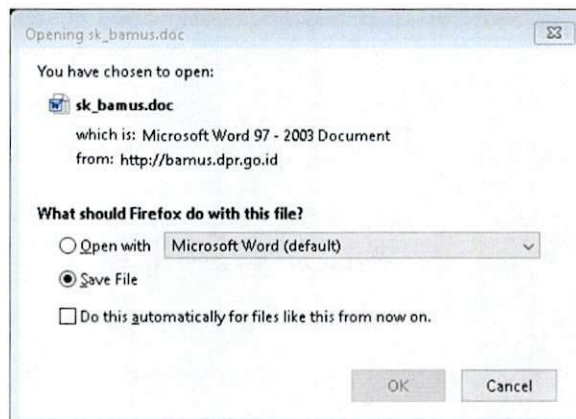 Opening sk_bamus.doc
You have chosen to open:
sk_bamus.doc
which is: Microsoft Word 97 - 2003 Document
from: http://bamus.dpr.go.id
What should Firefox do with this file?
Open with Microsoft Word (default)
Save File
Do this automatically for files like this from now on.
OK Cancel